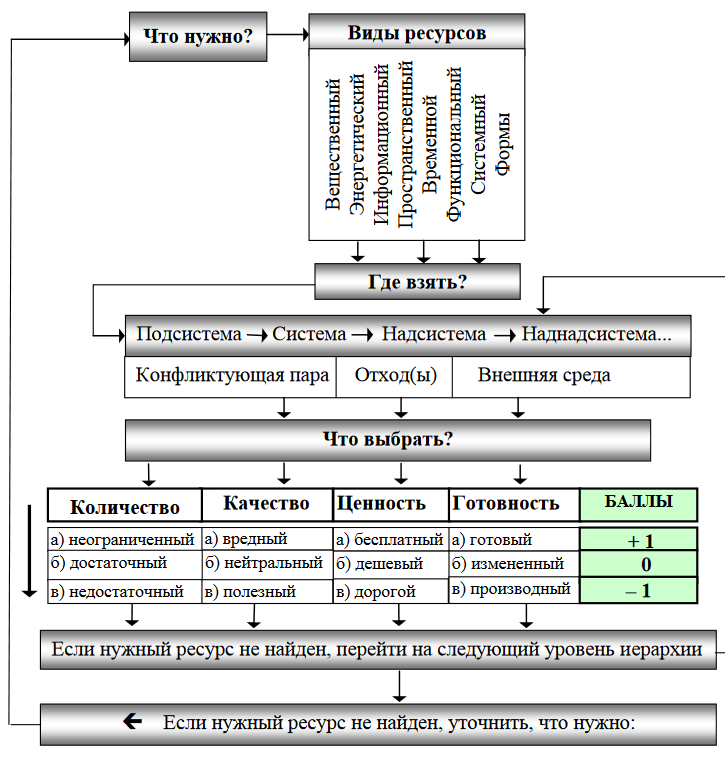 Что нужно?
Виды ресурсов
Вещественный
Энергетический
Информационный
Пространственный
Временной
Функциональный
Системный
Формы
Где взять?
Подсистема Система Надсистема Наднадсистема...
Конфликтующая пара Отход(ы) Внешняя среда
Что выбрать?
Количество Качество Ценность Готовность БАЛЛЫ
а) неограниченный а) вредный а) бесплатный а) готовый + 1
б) достаточный б) нейтральный б) дешевый б) измененный 0
в) недостаточный в) полезный в) дорогой в) производный – 1
Если нужный ресурс не найден, перейти на следующий уровень иерархии
🡸 Если нужный ресурс не найден, уточнить, что нужно: